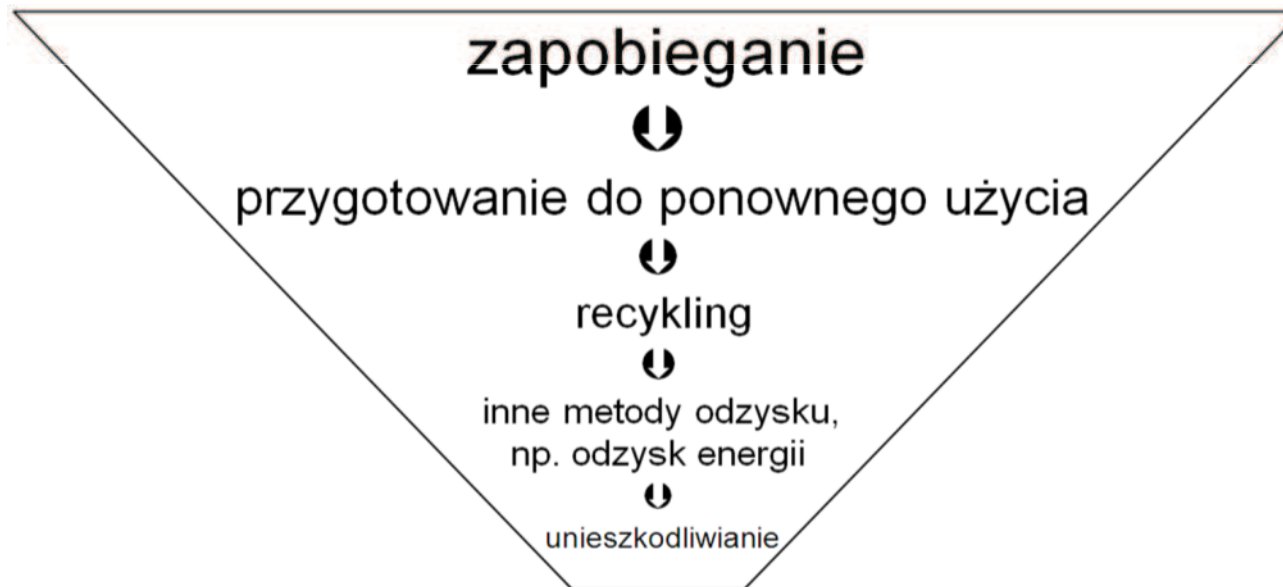 zapobieganie
przygotowanie do ponownego użycia
recykling
inne metody odzysku,
np. odzysk energii
unieszkodliwianie